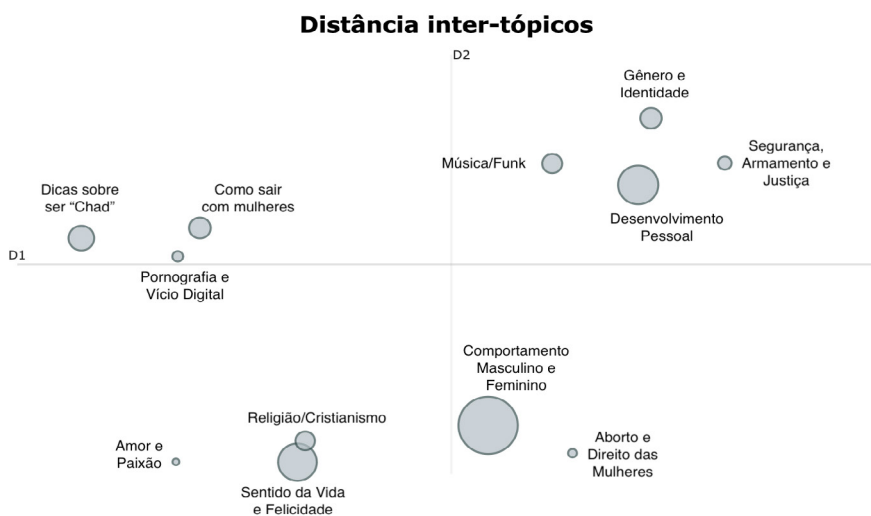 Distância inter-tópicos
D2
Gênero e
Identidade
Música/Funk
Segurança,
Armamento e
Justiça
Dicas sobre
ser “Chad”
Como sair
com mulheres
Desenvolvimento
Pessoal
D1
Pornografia e
Vício Digital
Comportamento
Masculino e
Feminino
Religião/Cristianismo
Amor e
Paixão
Aborto e
Direito das
Mulheres
Sentido da Vida
e Felicidade